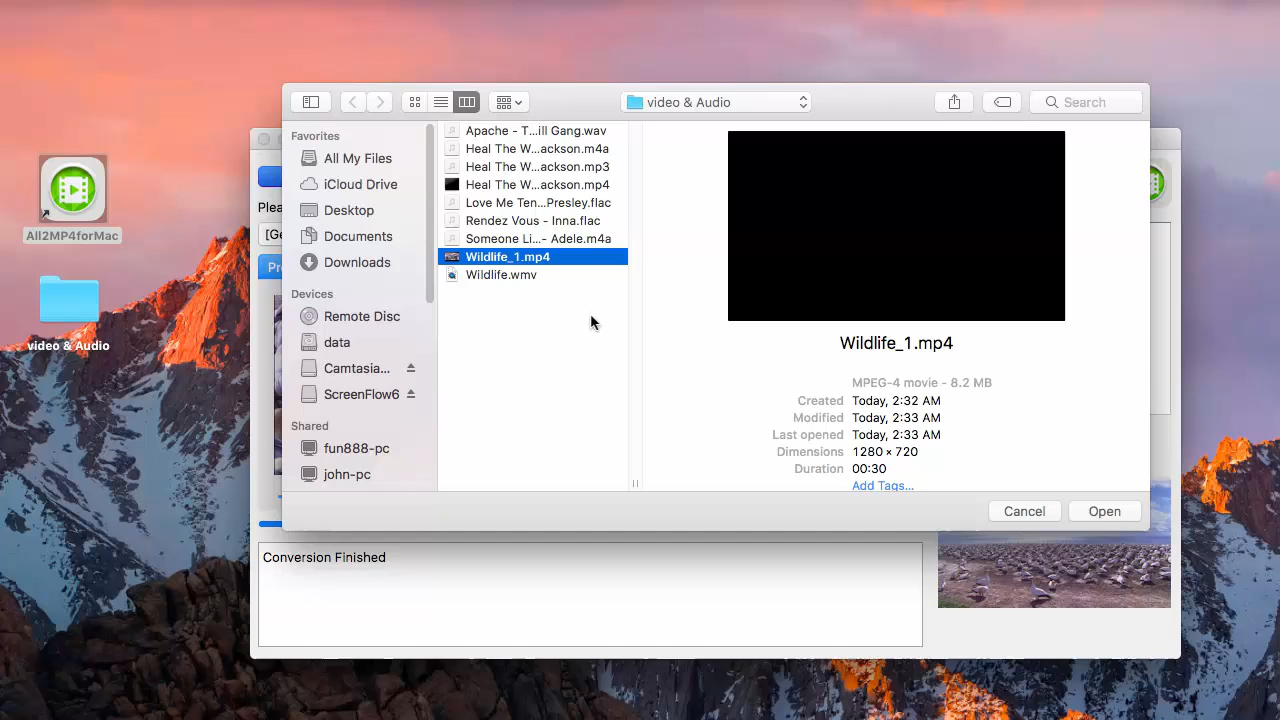 All2MP4forMac
video & Audio
video & Audio
Search
Favorites
All My Files
iCloud Drive
Desktop
Documents
Downloads
Devices
Remote Disc
data
Camtasia...
ScreenFlow6
Shared
fun888-pc
john-pc
Apache - T...ill Gang.wav
Heal The W...ackson.m4a
Heal The W...ackson.mp3
Heal The W...ackson.mp4
Love Me Ten...Presley.flac
Rendez Vous - Inna.flac
Someone Li...- Adele.m4a
Wildlife_1.mp4
Wildlife.wmv
Wildlife_1.mp4
MPEG-4 movie - 8.2 MB
Created Today, 2:32 AM
Modified Today, 2:33 AM
Last opened Today, 2:33 AM
Dimensions 1280 × 720
Duration 00:30
Add Tags...
Cancel
Open
Plea
[Ge
Pr
Conversion Finished